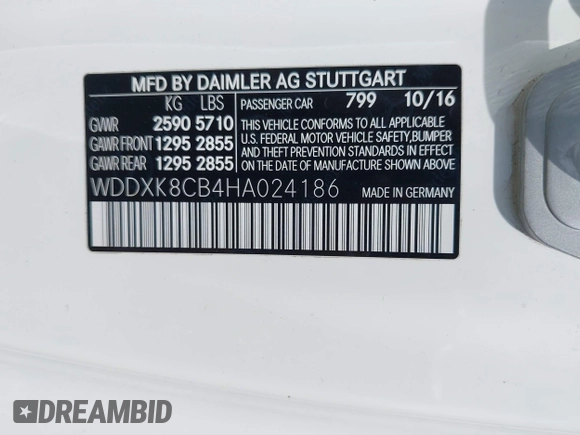 MFD BY DAIMLER AG STUTTGART
KG LBS PASSENGER CAR 799 10/16
GVWR 2590 5710
GAWR FRONT 1295 2855
GAWR REAR 1295 2855
THIS VEHICLE CONFORMS TO ALL APPLICABLE
U.S. FEDERAL MOTOR VEHICLE SAFETY, BUMPER
AND THEFT PREVENTION STANDARDS IN EFFECT
ON THE DATE OF MANUFACTURE SHOWN ABOVE.
WDDXK8CB4HA024186 MADE IN GERMANY
DREAMBID